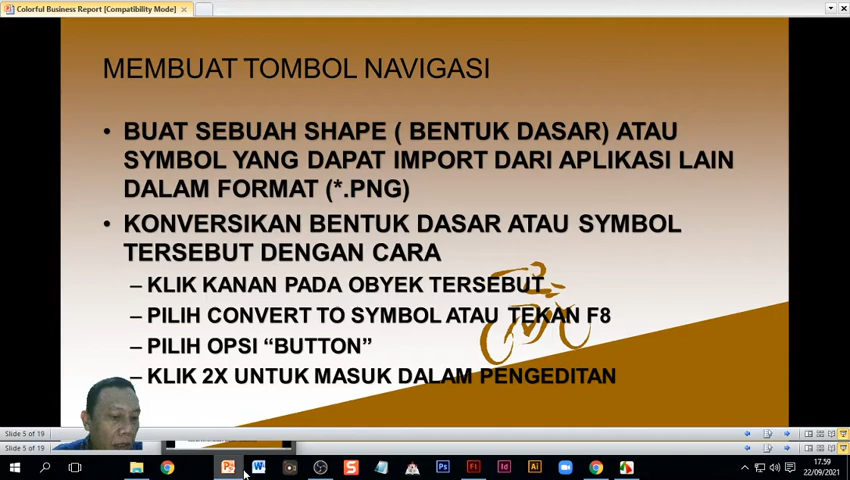 Colorful Business Report [Compatibility Mode]
MEMBUAT TOMBOL NAVIGASI
• BUAT SEBUAH SHAPE ( BENTUK DASAR) ATAU
SYMBOL YANG DAPAT IMPORT DARI APLIKASI LAIN
DALAM FORMAT (*.PNG)
• KONVERSIKAN BENTUK DASAR ATAU SYMBOL
TERSEBUT DENGAN CARA
– KLIK KANAN PADA OBYEK TERSEBUT
– PILIH CONVERT TO SYMBOL ATAU TEKAN F8
– PILIH OPSI “BUTTON”
– KLIK 2X UNTUK MASUK DALAM PENGEDITAN
Slide 5 of 19
Slide 5 of 19
17.59
22/09/2021